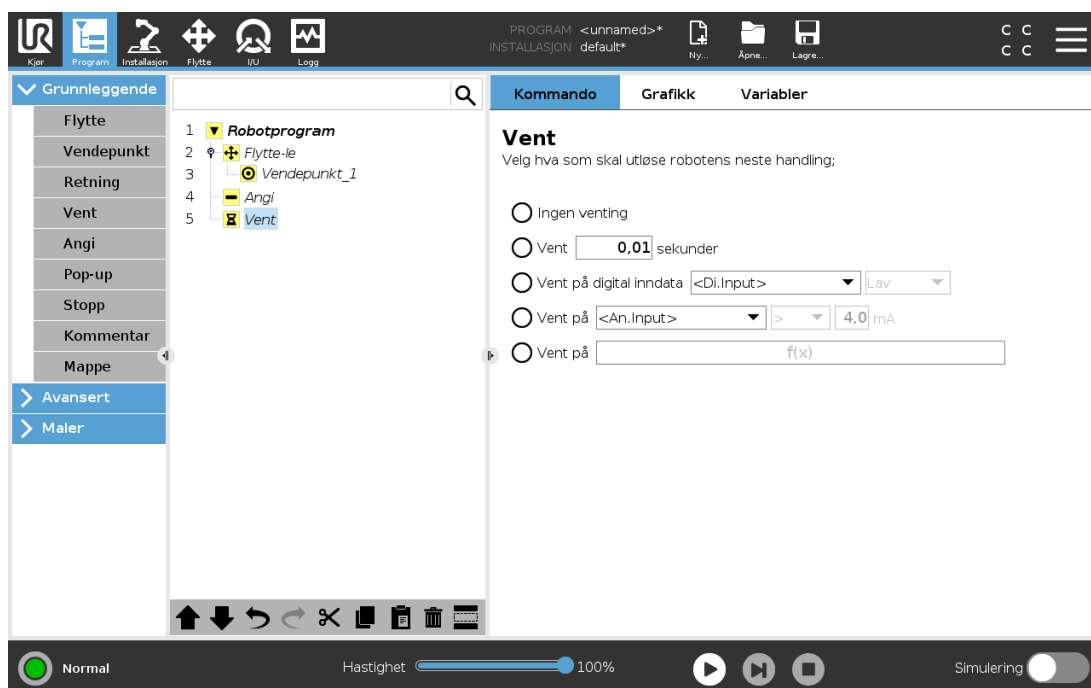 PROGRAM <unnamed>*
INSTALLASJON default*
C C
C C
UR
Kjør Program Installasjon Flytte I/U Logg Ny... Åpne... Lagre...
Grunnleggende
Flytte
Vendepunkt
Retning
Vent
Angi
Pop-up
Stopp
Kommentar
Mappe
Avansert
Maler
1 Robotprogram
2 Flytte-le
3 Vendepunkt_1
4 Angi
5 Vent
Kommando Grafikk Variabler
Vent
Velg hva som skal utløse robotens neste handling;
Ingen venting
Vent 0,01 sekunder
Vent på digital inndata <Di.Input> Lav
Vent på <An.Input> > 4,0 mA
Vent på f(x)
Normal Hastighet 100% Simulering